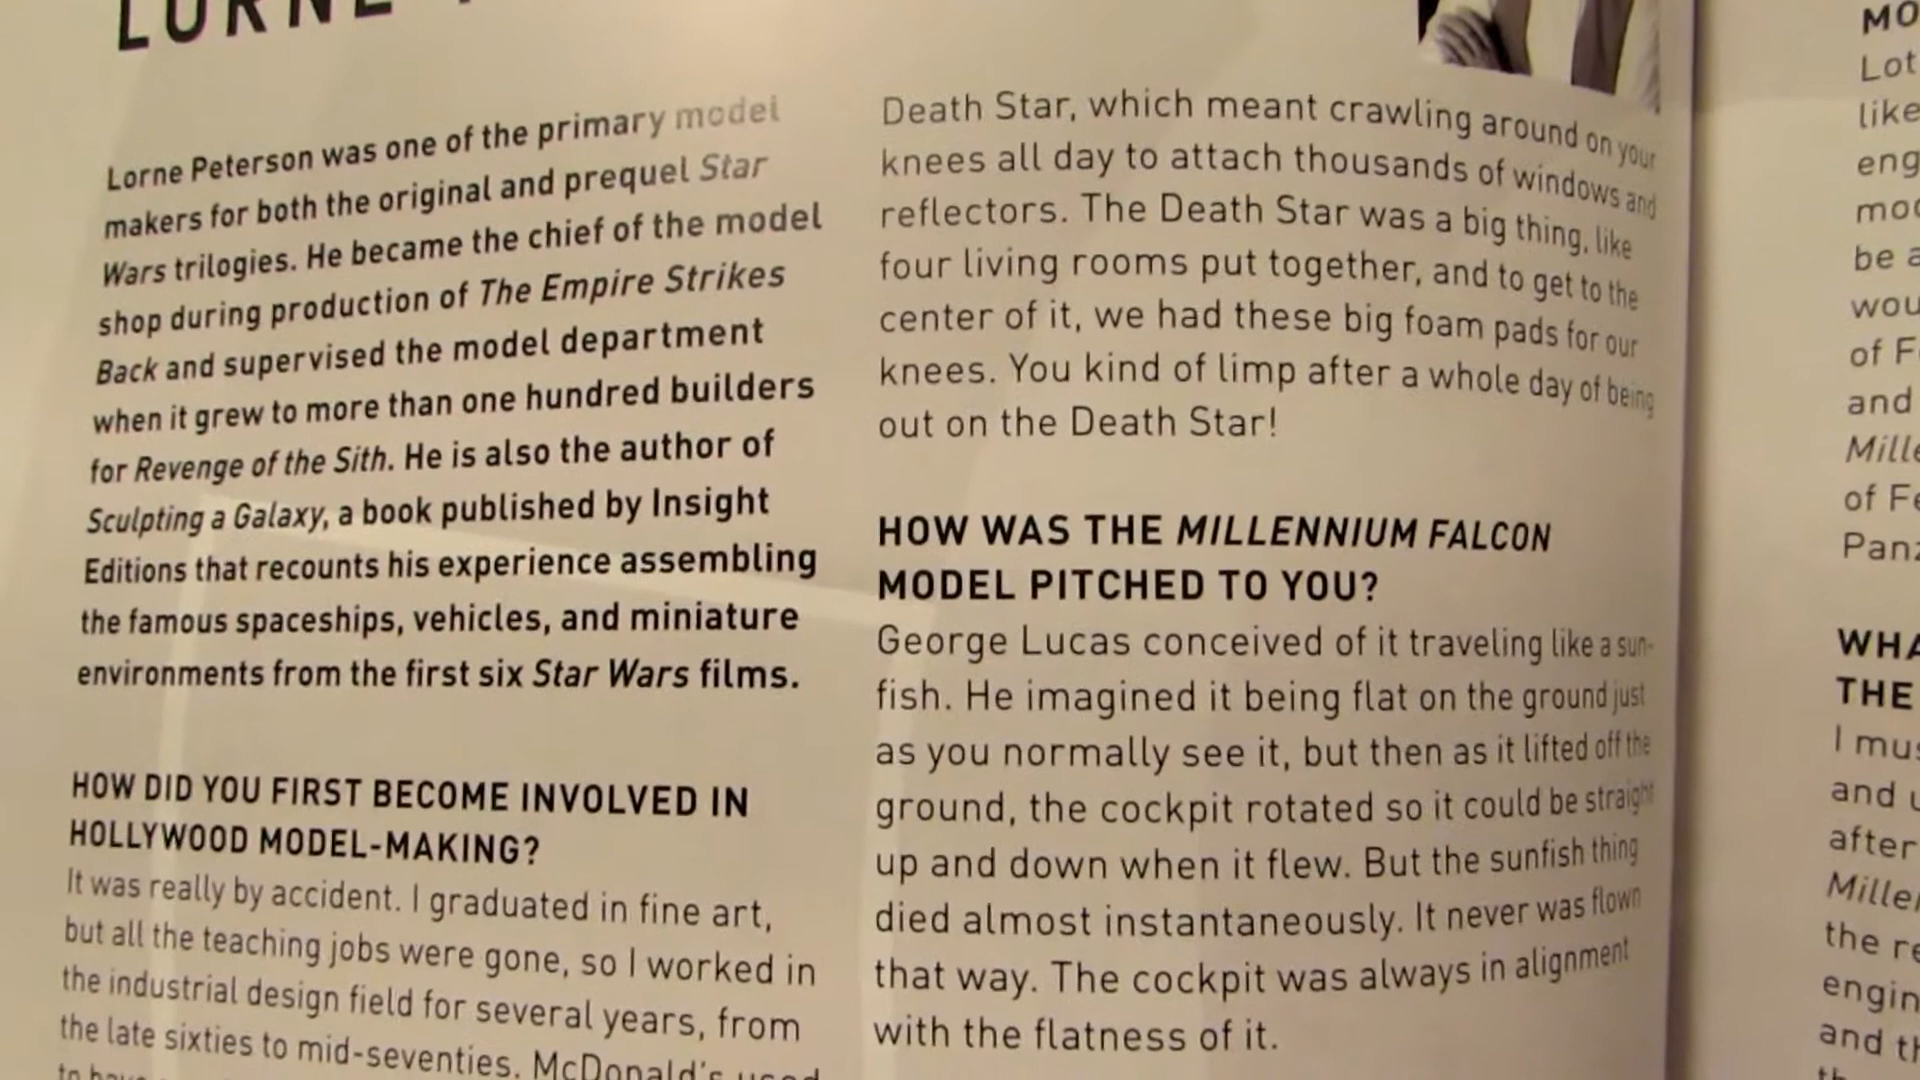 LORNE
Lorne Peterson was one of the primary model
makers for both the original and prequel Star
Wars trilogies. He became the chief of the model
shop during production of The Empire Strikes
Back and supervised the model department
when it grew to more than one hundred builders
for Revenge of the Sith. He is also the author of
Sculpting a Galaxy, a book published by Insight
Editions that recounts his experience assembling
the famous spaceships, vehicles, and miniature
environments from the first six Star Wars films.
HOW DID YOU FIRST BECOME INVOLVED IN
HOLLYWOOD MODEL-MAKING?
It was really by accident. I graduated in fine art,
but all the teaching jobs were gone, so I worked in
the industrial design field for several years, from
the late sixties to mid-seventies. McDonald's used
Death Star, which meant crawling around on your
knees all day to attach thousands of windows and
reflectors. The Death Star was a big thing, like
four living rooms put together, and to get to the
center of it, we had these big foam pads for our
knees. You kind of limp after a whole day of being
out on the Death Star!
HOW WAS THE MILLENNIUM FALCON
MODEL PITCHED TO YOU?
George Lucas conceived of it traveling like a sun-
fish. He imagined it being flat on the ground just
as you normally see it, but then as it lifted off the
ground, the cockpit rotated so it could be straight
up and down when it flew. But the sunfish thing
died almost instantaneously. It never was flown
that way. The cockpit was always in alignment
with the flatness of it.
Lot
like
eng
be a
of F
and
of Fe
THE
and
after
the re
and th